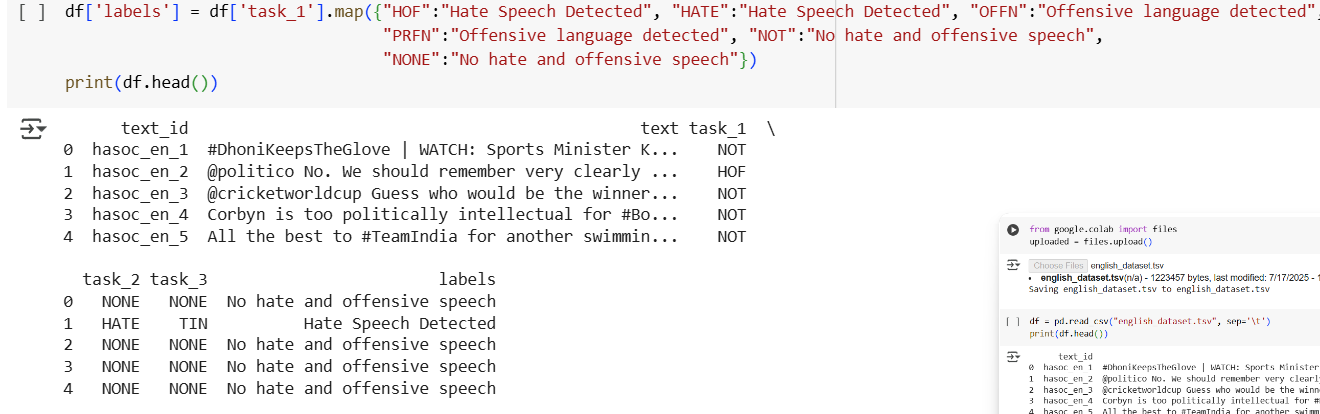 [ ] df['labels'] = df['task_1'].map({"HOF":"Hate Speech Detected", "HATE":"Hate Speech Detected", "OFFN":"Offensive language detected",
"PRFN":"Offensive language detected", "NOT":"No hate and offensive speech",
"NONE":"No hate and offensive speech"})
print(df.head())
text_id text task_1 \
0 hasoc_en_1 #DhoniKeepsTheGlove | WATCH: Sports Minister K... NOT
1 hasoc_en_2 @politico No. We should remember very clearly ... HOF
2 hasoc_en_3 @cricketworldcup Guess who would be the winner... NOT
3 hasoc_en_4 Corbyn is too politically intellectual for #Bo... NOT
4 hasoc_en_5 All the best to #TeamIndia for another swimmin... NOT
task_2 task_3 labels
0 NONE NONE No hate and offensive speech
1 HATE TIN Hate Speech Detected
2 NONE NONE No hate and offensive speech
3 NONE NONE No hate and offensive speech
4 NONE NONE No hate and offensive speech
from google.colab import files
uploaded = files.upload()
Choose Files english_dataset.tsv
• english_dataset.tsv(n/a) - 1223457 bytes, last modified: 7/17/2025 - 1
Saving english_dataset.tsv to english_dataset.tsv
[ ] df = pd.read_csv("english_dataset.tsv", sep='\t')
print(df.head())
text_id
0 hasoc_en_1 #DhoniKeepsTheGlove | WATCH: Sports Minister
1 hasoc_en_2 @politico No. We should remember very clearl
2 hasoc_en_3 @cricketworldcup Guess who would be the winn
3 hasoc_en_4 Corbyn is too politically intellectual for #
4 hasoc_en_5 All the best to #TeamIndia for another